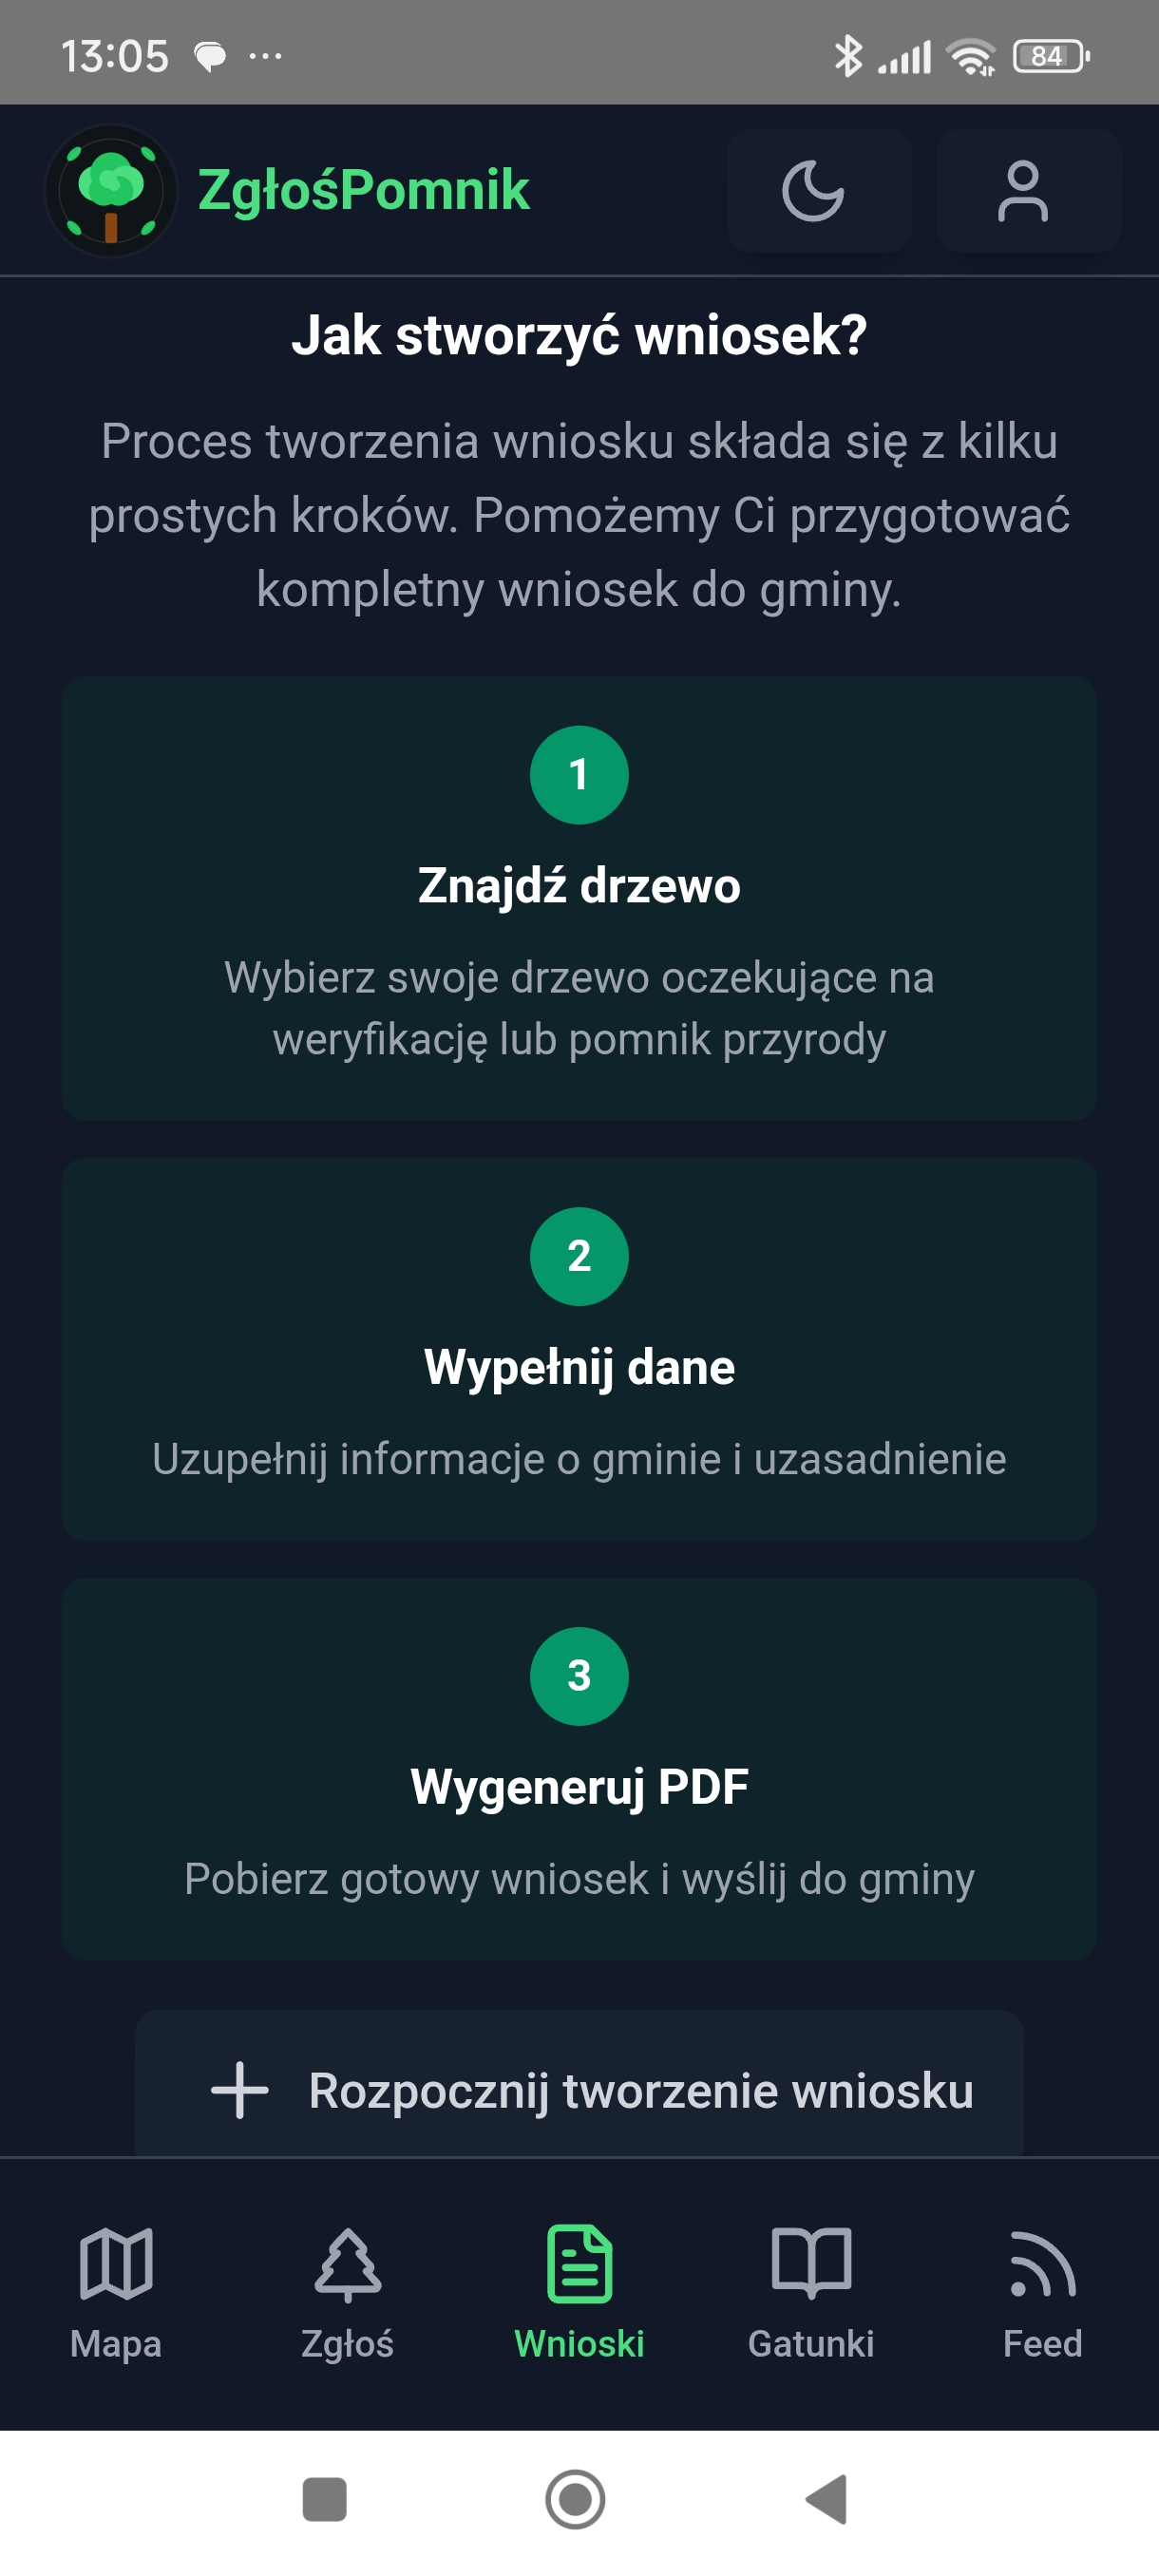 13:05
84
ZgłośPomnik
Jak stworzyć wniosek?
Proces tworzenia wniosku składa się z kilku
prostych kroków. Pomożemy Ci przygotować
kompletny wniosek do gminy.
1
Znajdź drzewo
Wybierz swoje drzewo oczekujące na
weryfikację lub pomnik przyrody
2
Wypełnij dane
Uzupełnij informacje o gminie i uzasadnienie
3
Wygeneruj PDF
Pobierz gotowy wniosek i wyślij do gminy
Rozpocznij tworzenie wniosku
Mapa
Zgłoś
Wnioski
Gatunki
Feed